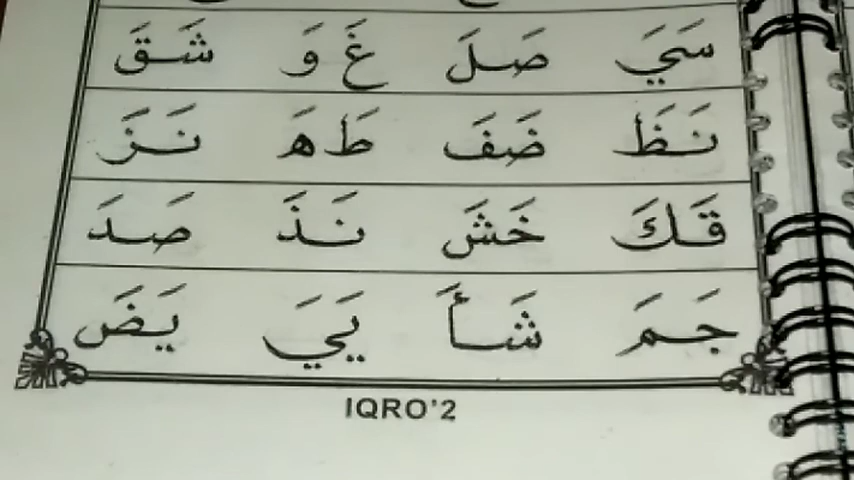 سَيَ صَلَ غَ وَ شَقَ
نَظَ ضَفَ طَ هَ نَزَ
قَكَ خَشَ نَذَ صَدَ
جَمَ شَأَ يَيَ يَضَ
IQRO'2